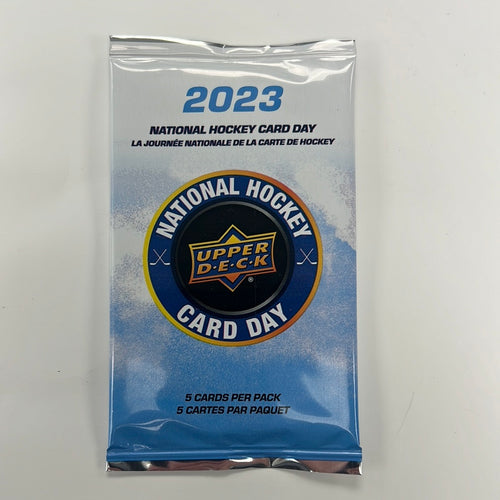 2023
NATIONAL HOCKEY CARD DAY
LA JOURNÉE NATIONALE DE LA CARTE DE HOCKEY
NATIONAL HOCKEY
UPPER
D·E·C·K
®
CARD DAY
5 CARDS PER PACK
5 CARTES PAR PAQUET